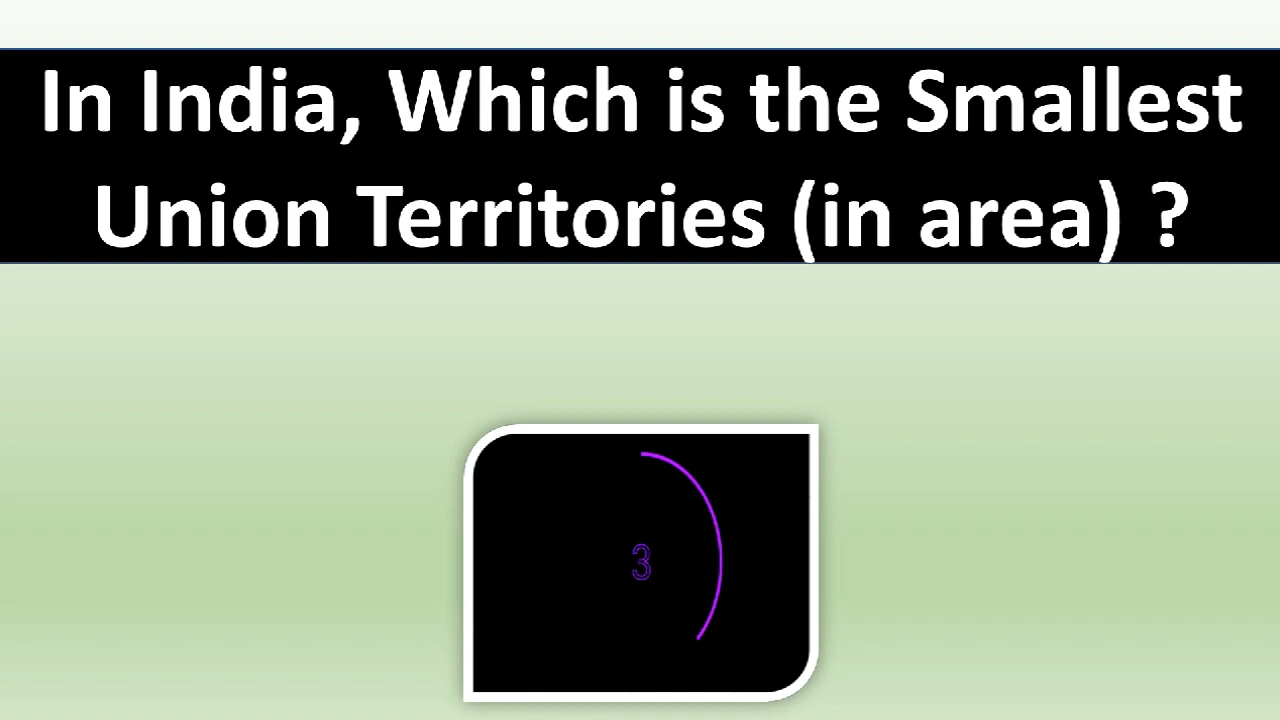 In India, Which is the Smallest
Union Territories (in area) ?
3